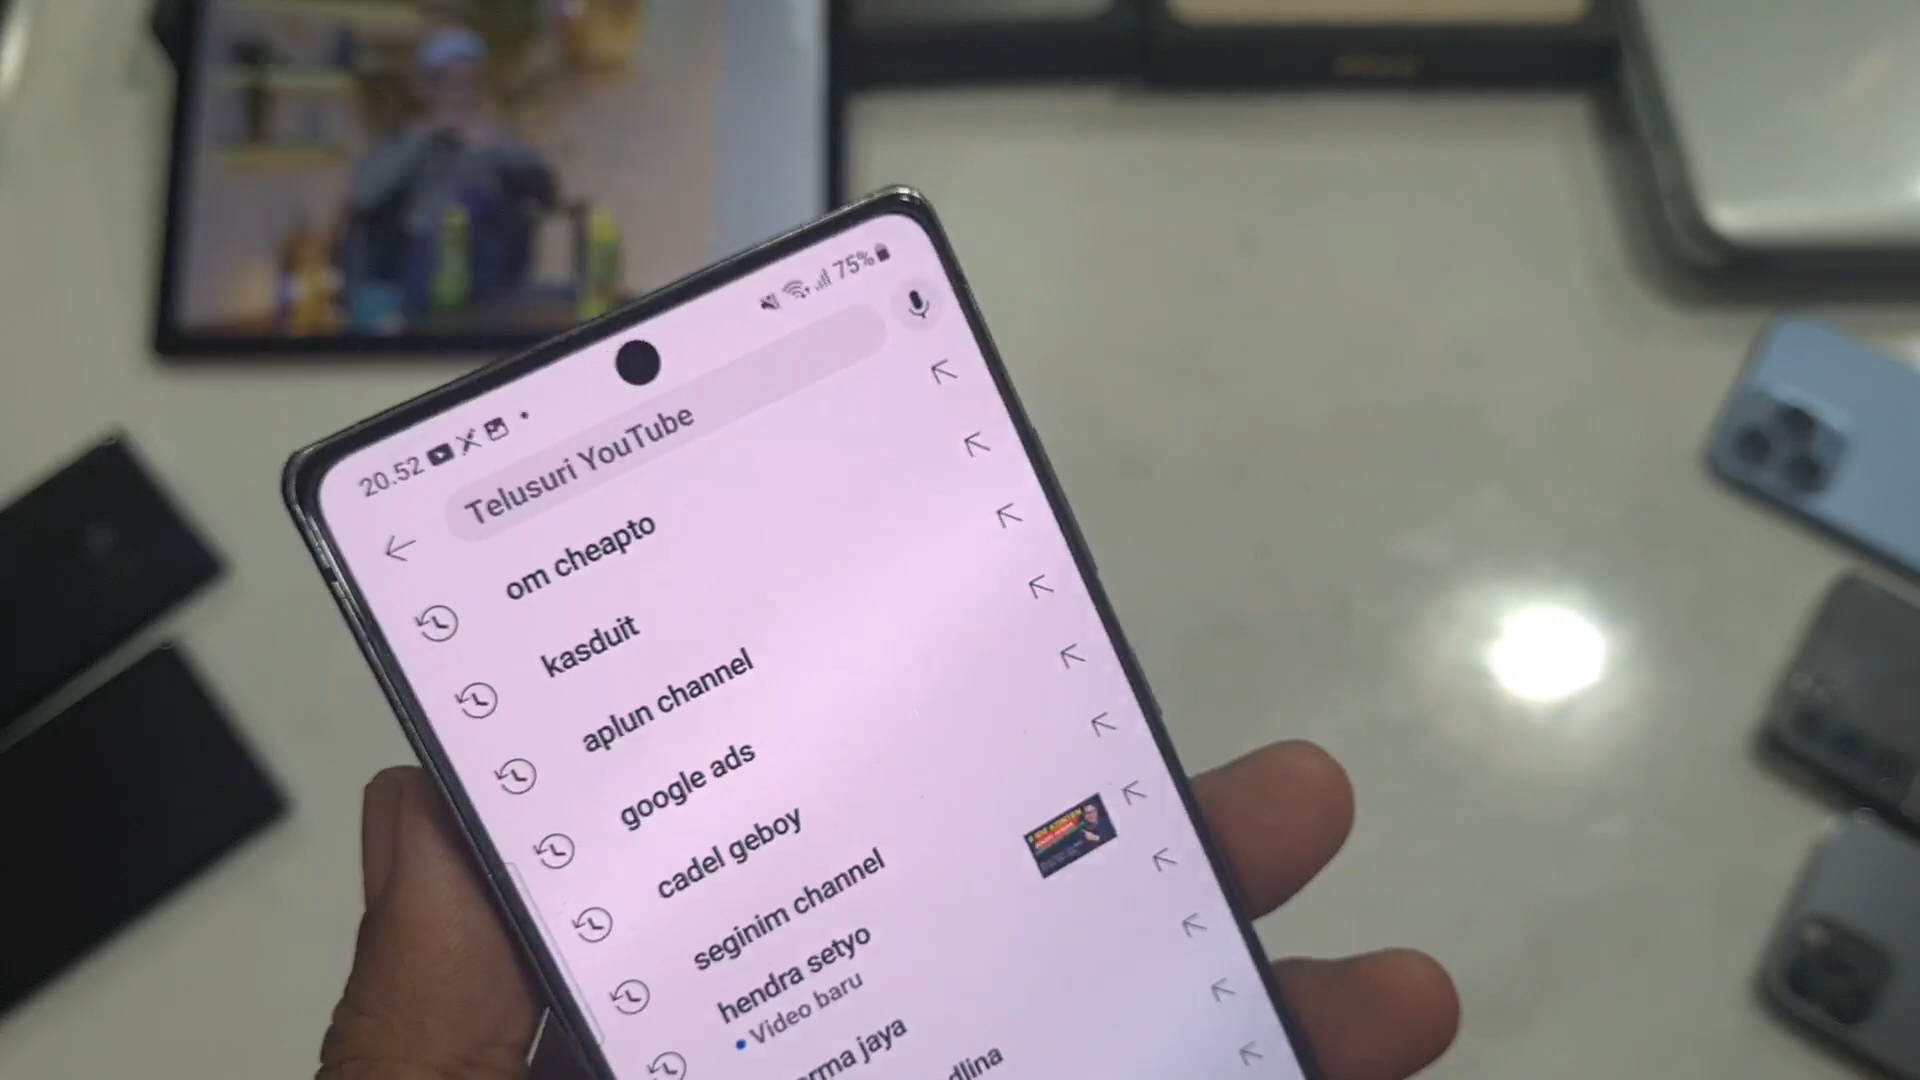 20.52
75%
Telusuri YouTube
om cheapto
kasduit
aplun channel
google ads
cadel geboy
seginim channel
hendra setyo
Video baru
jaya